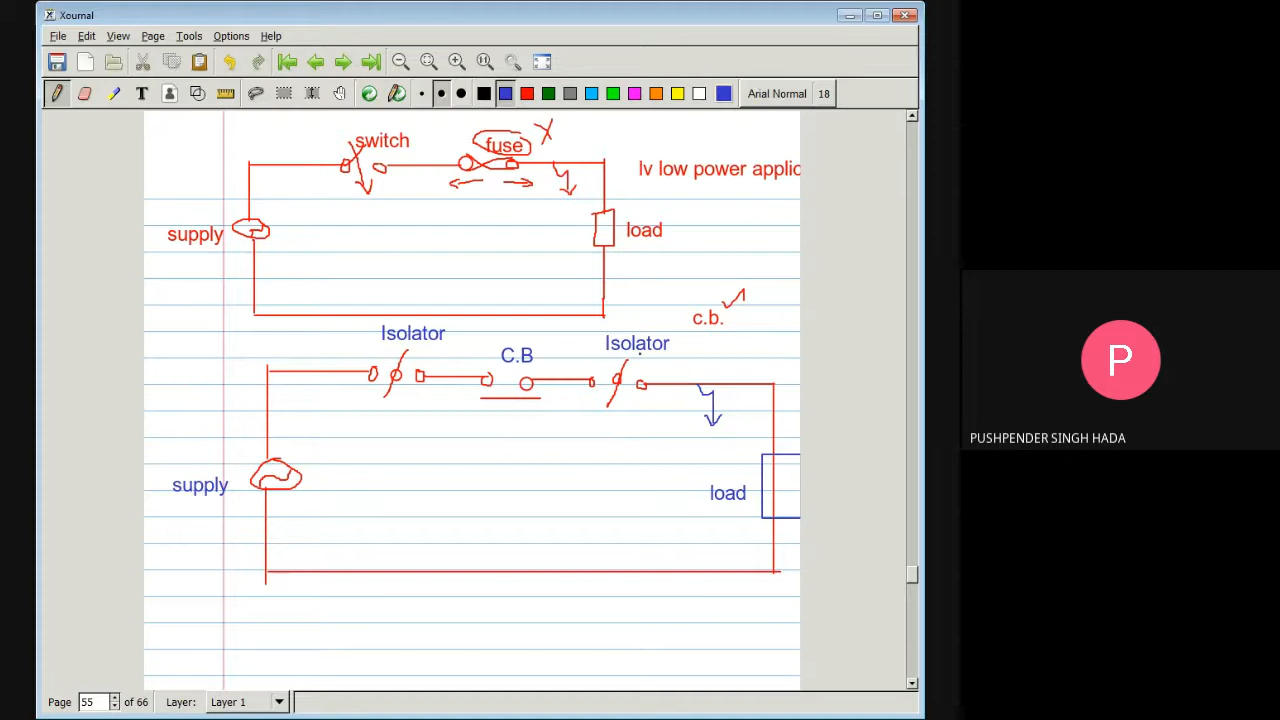 Xournal
File Edit View Page Tools Options Help
Arial Normal 18
switch
fuse
lv low power applic
supply
load
c.b.
Isolator
Isolator
C.B
supply
load
P
PUSHPENDER SINGH HADA
Page 55 of 66 Layer: Layer 1